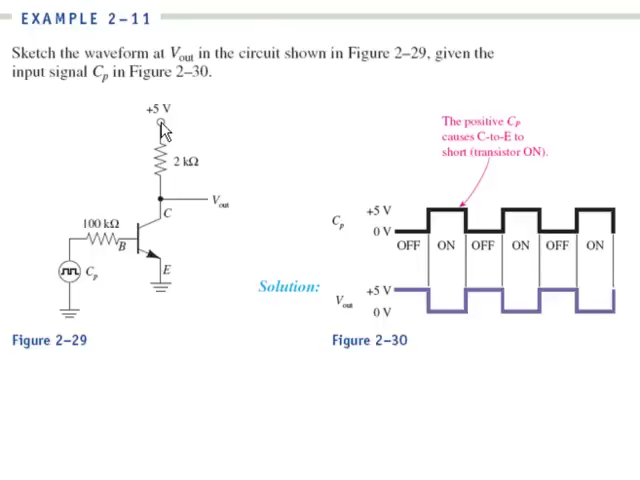 EXAMPLE 2–11
Sketch the waveform at Vout in the circuit shown in Figure 2–29, given the
input signal Cp in Figure 2–30.
+5 V
2 kΩ
Vout
C
100 kΩ
B
E
Cp
Figure 2–29
The positive CP
causes C-to-E to
short (transistor ON).
Cp
+5 V
0 V
OFF ON OFF ON OFF ON
Solution:
Vout
+5 V
0 V
Figure 2–30